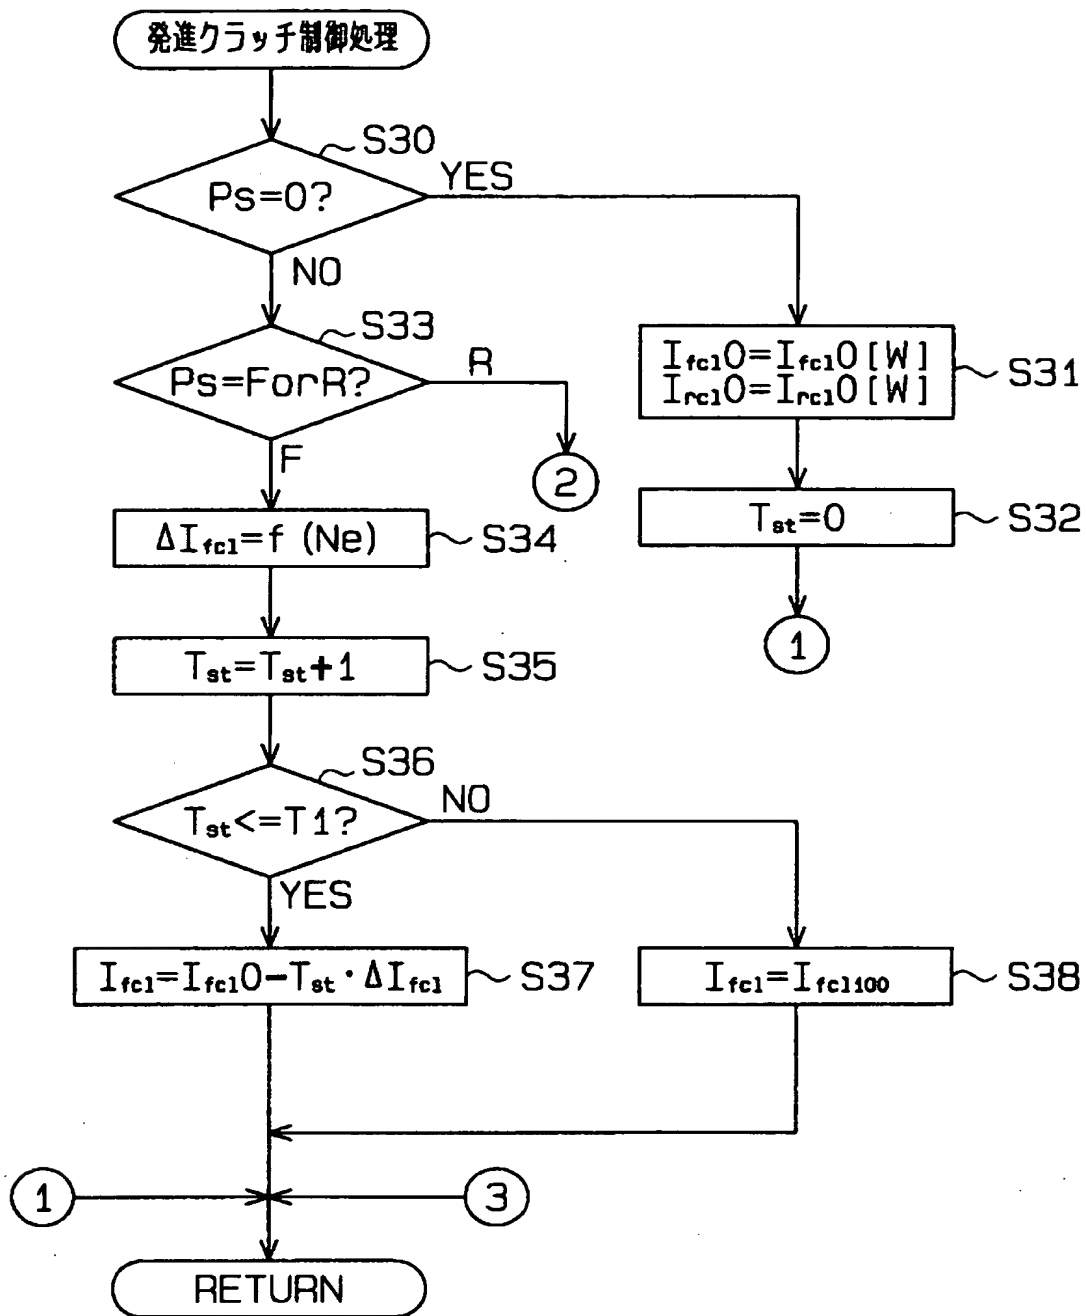 発進クラッチ制御処理
S30
Ps=0?
YES
NO
S33
Ps=ForR?
R
F
2
Ifcl0=Ifcl0[W]
Ircl0=Ircl0[W]
S31
ΔIfcl=f (Ne)
S34
Tst=0
S32
1
Tst=Tst+1
S35
S36
Tst<=T1?
NO
YES
Ifcl=Ifcl0-Tst·ΔIfcl
S37
Ifcl=Ifcl100
S38
1
3
RETURN